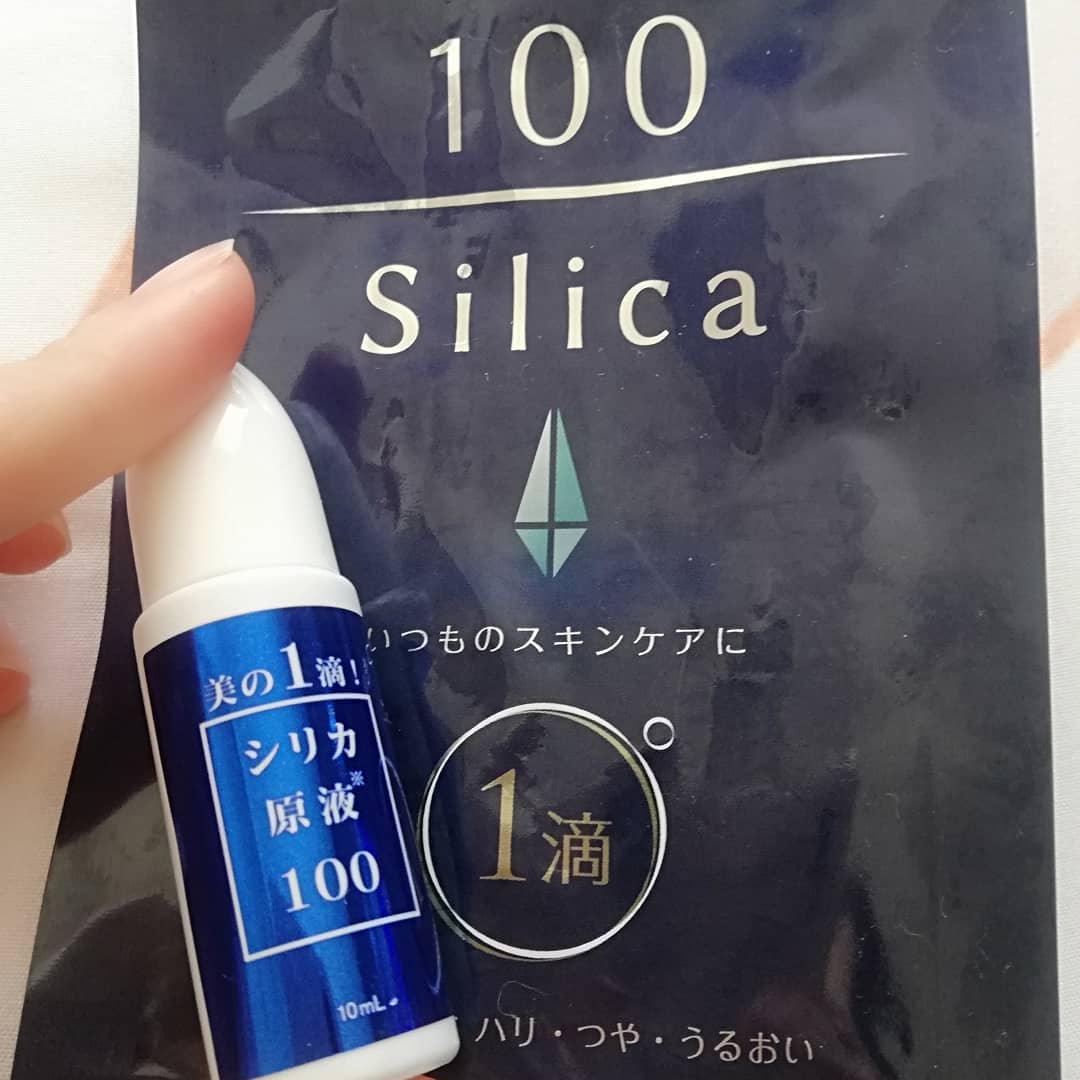 100
Silica
いつものスキンケアに
1滴
ハリ・つや・うるおい
美の1滴!
シリカ
原液※
100
10mL